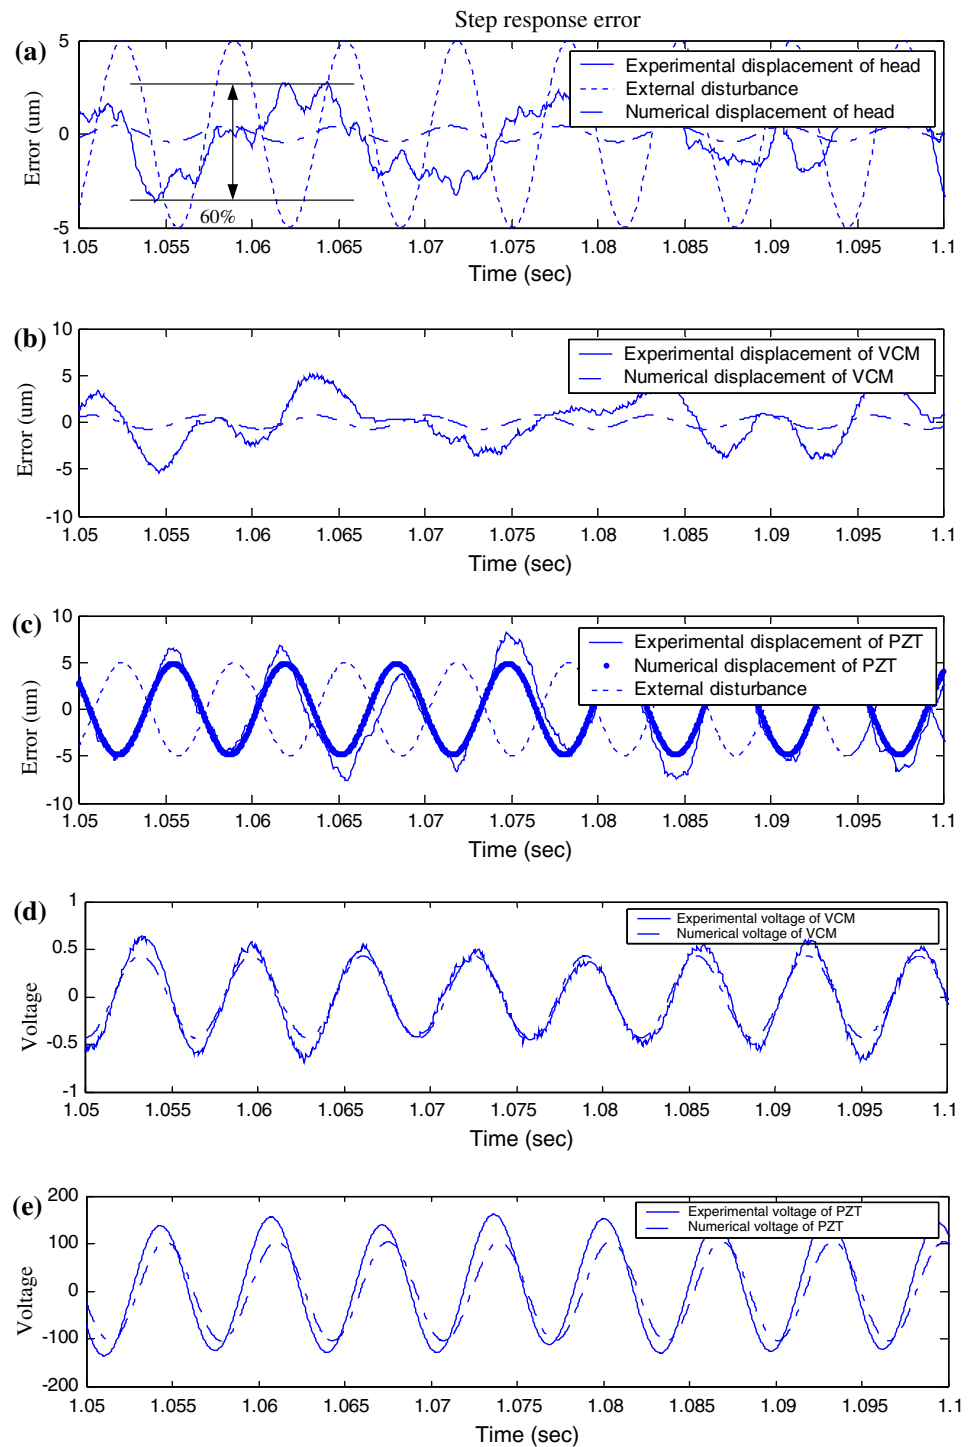 Step response error
(a)
5
0
-5
Error (um)
Experimental displacement of head
External disturbance
Numerical displacement of head
60%
1.05 1.055 1.06 1.065 1.07 1.075 1.08 1.085 1.09 1.095 1.1
Time (sec)
(b)
10
5
0
-5
-10
Error (um)
Experimental displacement of VCM
Numerical displacement of VCM
1.05 1.055 1.06 1.065 1.07 1.075 1.08 1.085 1.09 1.095 1.1
Time (sec)
(c)
10
5
0
-5
-10
Error (um)
Experimental displacement of PZT
Numerical displacement of PZT
External disturbance
1.05 1.055 1.06 1.065 1.07 1.075 1.08 1.085 1.09 1.095 1.1
Time (sec)
(d)
1
0.5
0
-0.5
-1
Voltage
Experimental voltage of VCM
Numerical voltage of VCM
1.05 1.055 1.06 1.065 1.07 1.075 1.08 1.085 1.09 1.095 1.1
Time (sec)
(e)
200
100
0
-100
-200
Voltage
Experimental voltage of PZT
Numerical voltage of PZT
1.05 1.055 1.06 1.065 1.07 1.075 1.08 1.085 1.09 1.095 1.1
Time (sec)